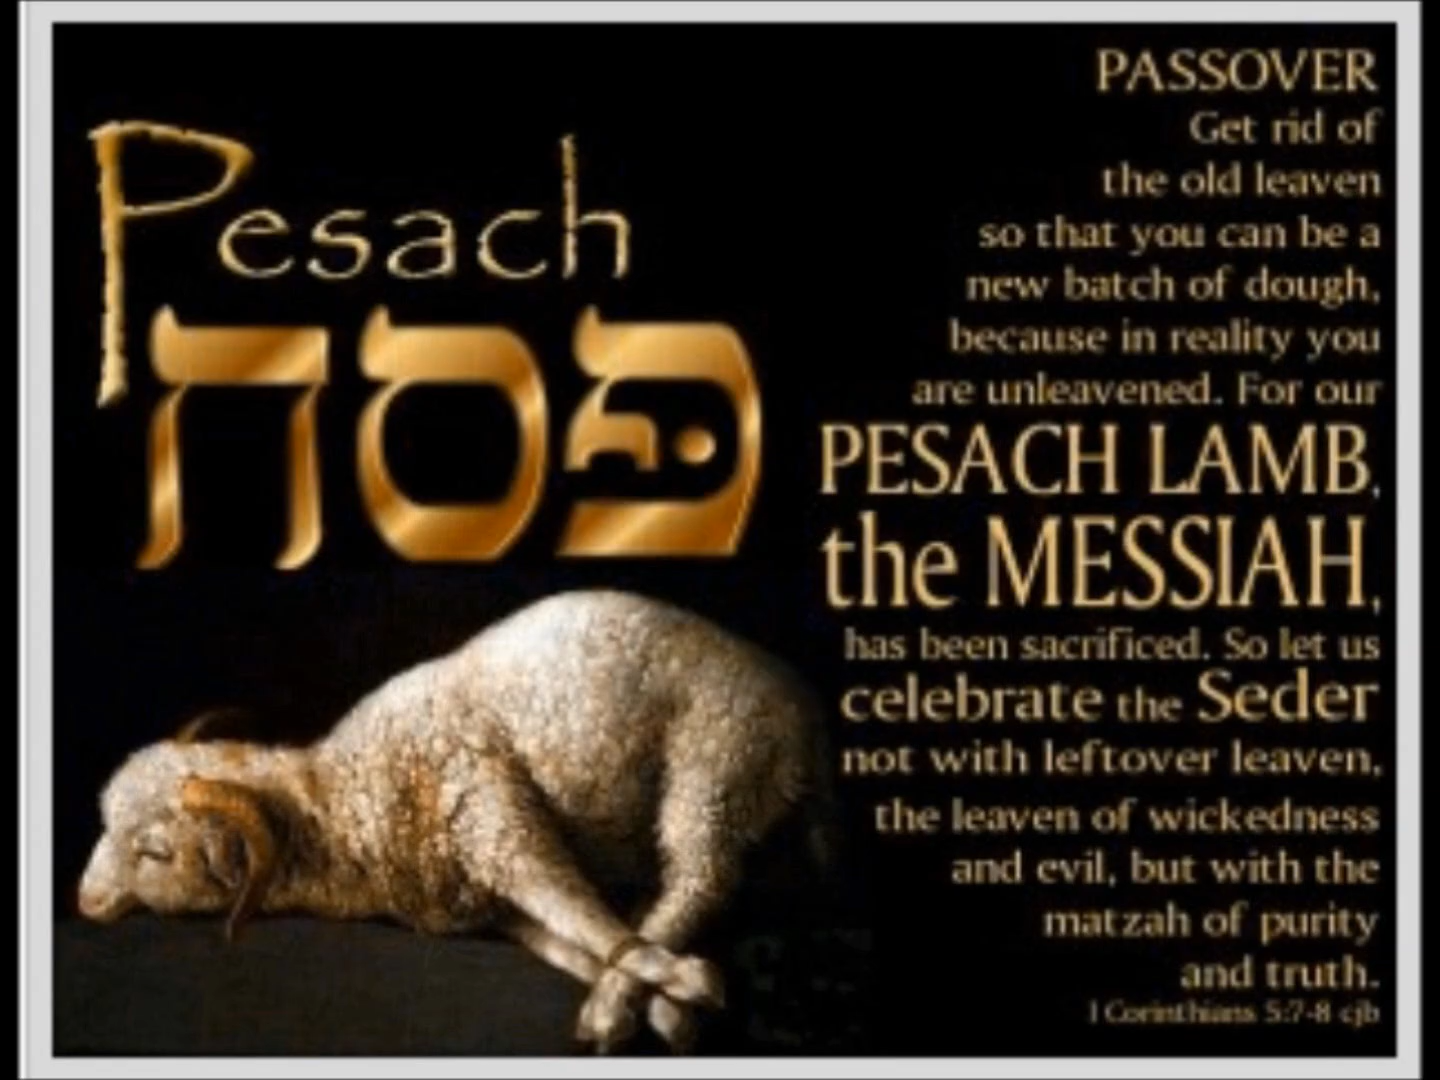 Pesach
פסח
PASSOVER
Get rid of
the old leaven
so that you can be a
new batch of dough,
because in reality you
are unleavened. For our
PESACH LAMB,
the MESSIAH,
has been sacrificed. So let us
celebrate the Seder
not with leftover leaven,
the leaven of wickedness
and evil, but with the
matzah of purity
and truth.
1 Corinthians 5:7-8 cjb